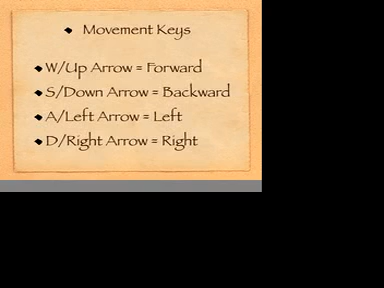 Movement Keys
W/Up Arrow = Forward
S/Down Arrow = Backward
A/Left Arrow = Left
D/Right Arrow = Right